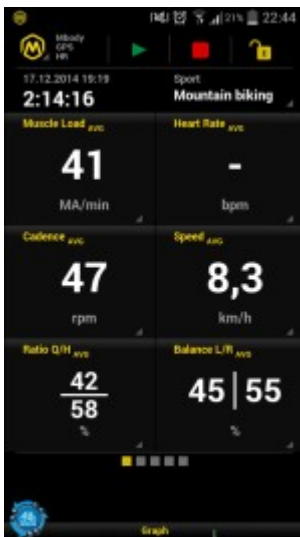 21% 22:44
Mbody
GPS
HR
17.12.2014 19:19
Sport
2:14:16
Mountain biking
Muscle Load AVG
Heart Rate AVG
41
-
MA/min
bpm
Cadence AVG
Speed AVG
47
8,3
rpm
km/h
Ratio Q/H AVG
Balance L/R AVG
42
58
45|55
%
%
Graph